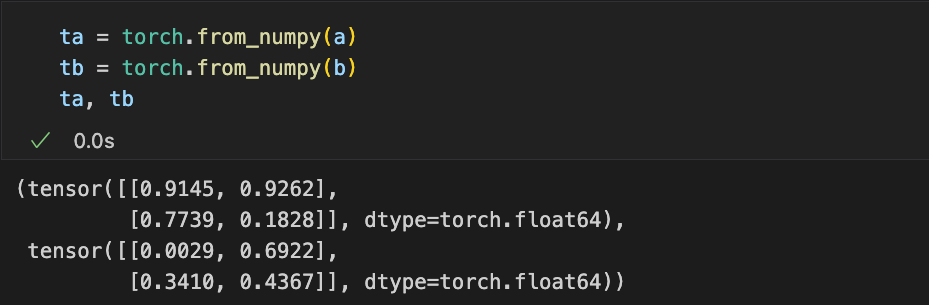 ta = torch.from_numpy(a)
tb = torch.from_numpy(b)
ta, tb
✓ 0.0s
(tensor([[0.9145, 0.9262],
        [0.7739, 0.1828]], dtype=torch.float64),
 tensor([[0.0029, 0.6922],
        [0.3410, 0.4367]], dtype=torch.float64))